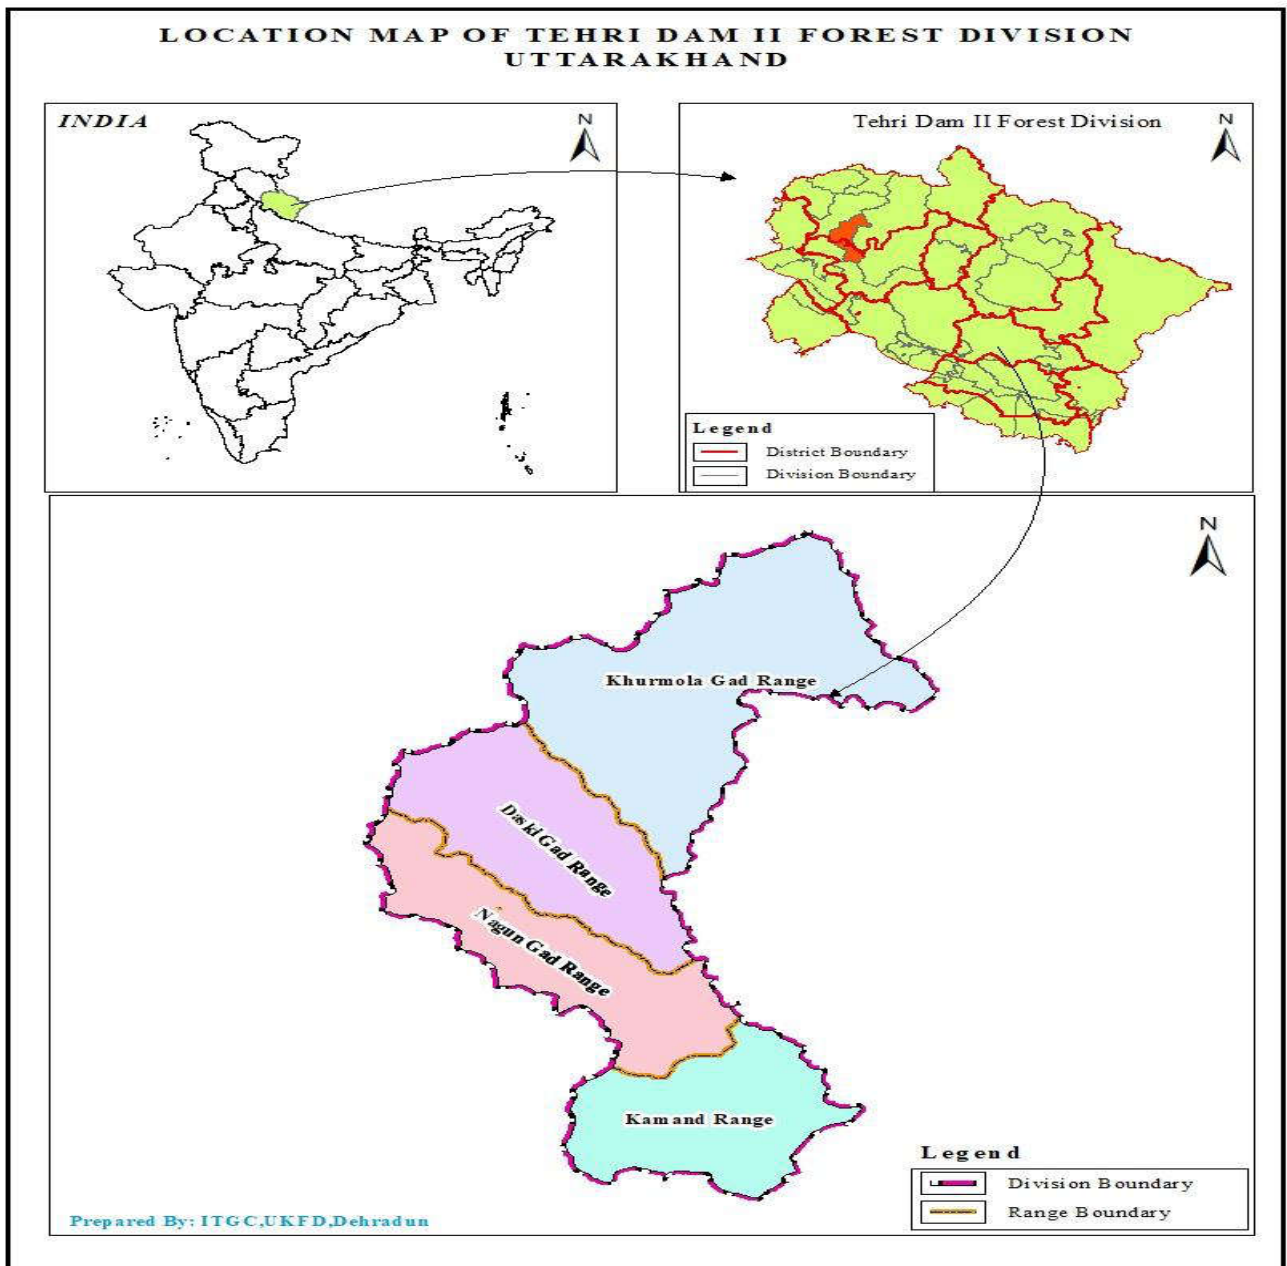 LOCATION MAP OF TEHRI DAM II FOREST DIVISION
UTTARAKHAND
INDIA
N
Tehri Dam II Forest Division
N
Legend
District Boundary
Division Boundary
N
Khurmola Gad Range
Daski Gad Range
Nagun Gad Range
Kamand Range
Legend
Division Boundary
Range Boundary
Prepared By: ITGC,UKFD,Dehradun